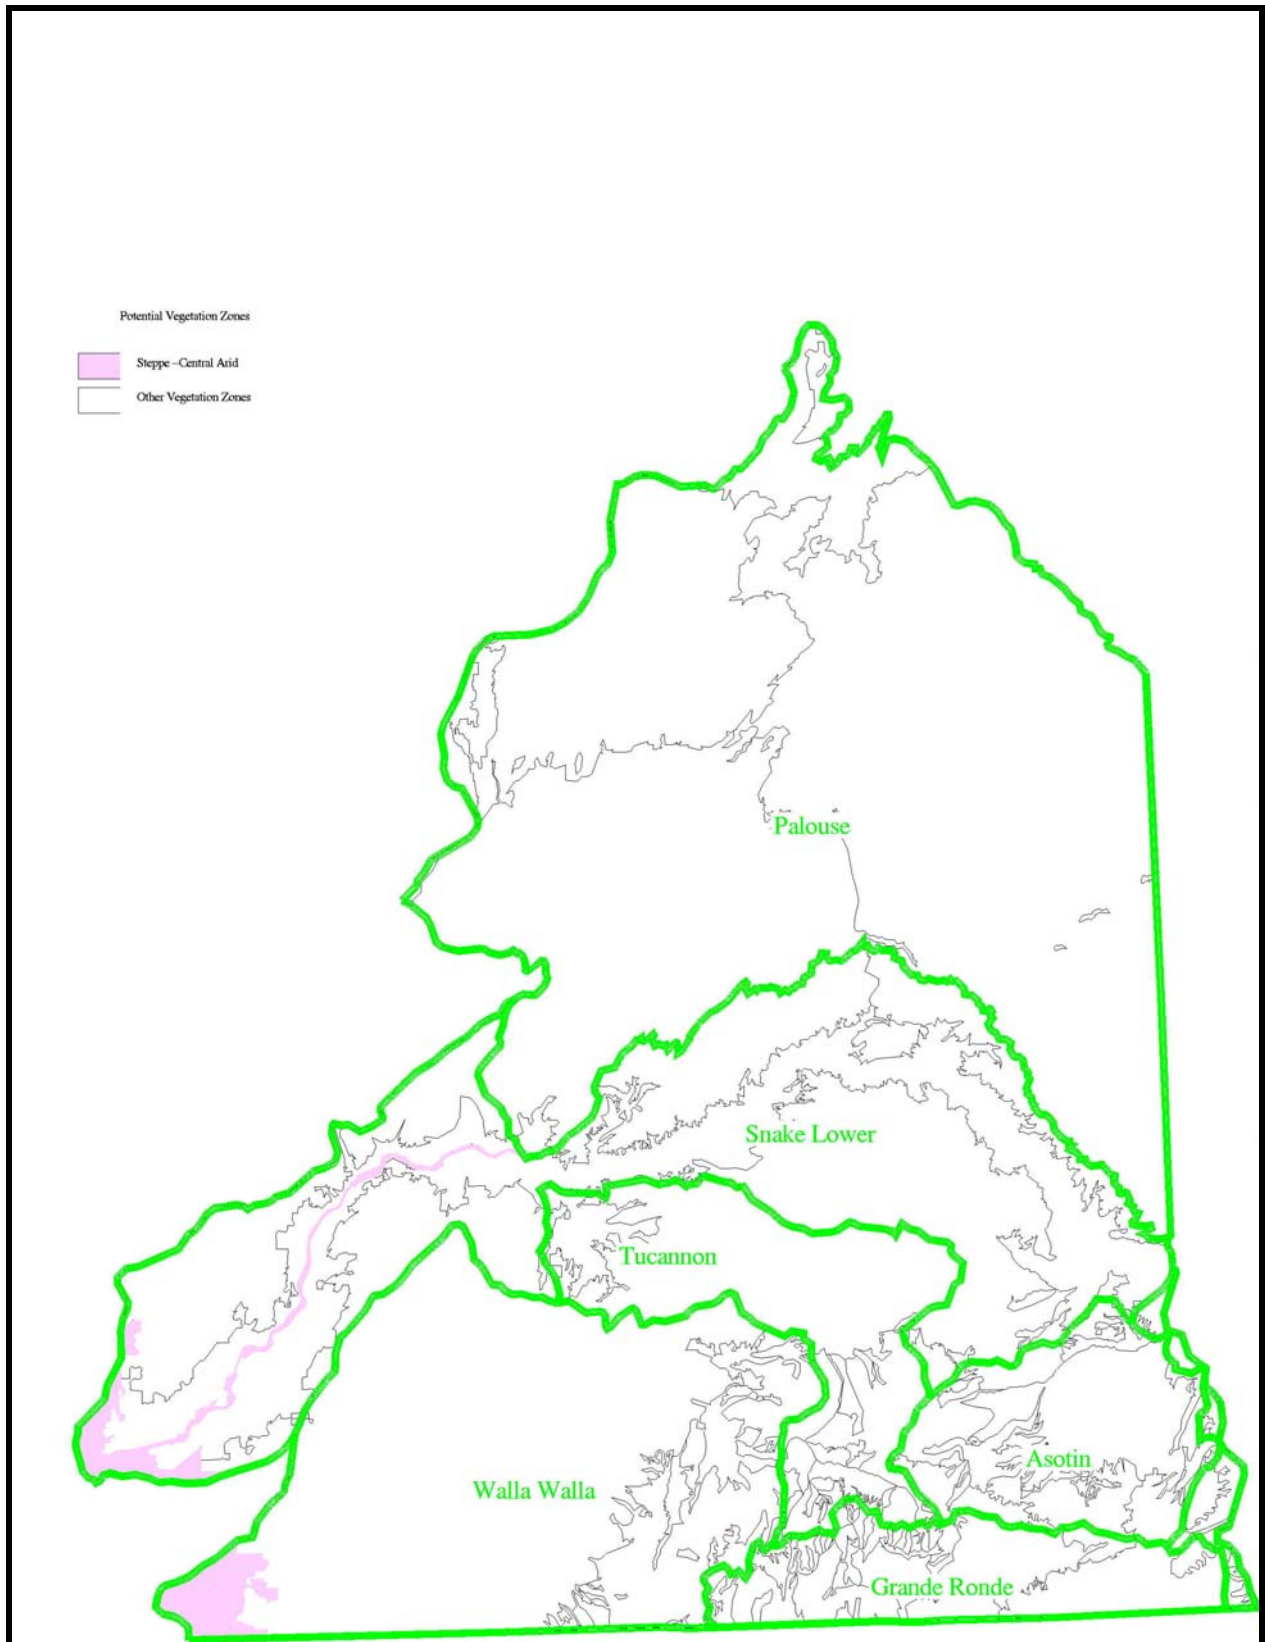 Potential Vegetation Zones
Steppe –Central Arid
Other Vegetation Zones
Palouse
Snake Lower
Tucannon
Asotin
Walla Walla
Grande Ronde